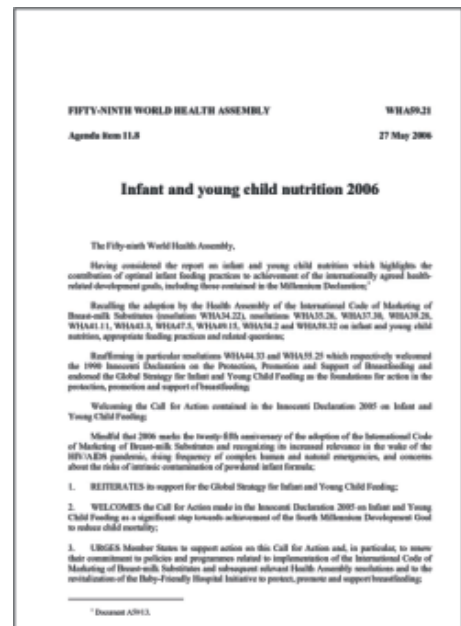 FIFTY-NINTH WORLD HEALTH ASSEMBLY WHA59.21
Agenda item 11.8 27 May 2006
Infant and young child nutrition 2006
The Fifty-ninth World Health Assembly,
Having considered the report on infant and young child nutrition which highlights the
contribution of optimal infant feeding practices to achievement of the internationally agreed health-
related development goals, including those contained in the Millennium Declaration;¹
Recalling the adoption by the Health Assembly of the International Code of Marketing of
Breast-milk Substitutes (resolution WHA34.22), resolutions WHA35.26, WHA37.30, WHA39.28,
WHA41.11, WHA43.3, WHA47.5, WHA49.15, WHA54.2 and WHA58.32 on infant and young child
nutrition, appropriate feeding practices and related questions;
Reaffirming in particular resolutions WHA44.33 and WHA55.25 which respectively welcomed
the 1990 Innocenti Declaration on the Protection, Promotion and Support of Breastfeeding and
endorsed the Global Strategy for Infant and Young Child Feeding as the foundations for action in the
protection, promotion and support of breastfeeding;
Welcoming the Call for Action contained in the Innocenti Declaration 2005 on Infant and
Young Child Feeding;
Mindful that 2006 marks the twenty-fifth anniversary of the adoption of the International Code
of Marketing of Breast-milk Substitutes and recognizing its increased relevance in the wake of the
HIV/AIDS pandemic, rising frequency of complex human and natural emergencies, and concerns
about the risks of intrinsic contamination of powdered infant formula;
1. REITERATES its support for the Global Strategy for Infant and Young Child Feeding;
2. WELCOMES the Call for Action made in the Innocenti Declaration 2005 on Infant and Young
Child Feeding as a significant step towards achievement of the fourth Millennium Development Goal
to reduce child mortality;
3. URGES Member States to support action on this Call for Action and, in particular, to renew
their commitment to policies and programmes related to implementation of the International Code of
Marketing of Breast-milk Substitutes and subsequent relevant Health Assembly resolutions and to the
revitalization of the Baby-Friendly Hospital Initiative to protect, promote and support breastfeeding;
¹ Document A59/13.